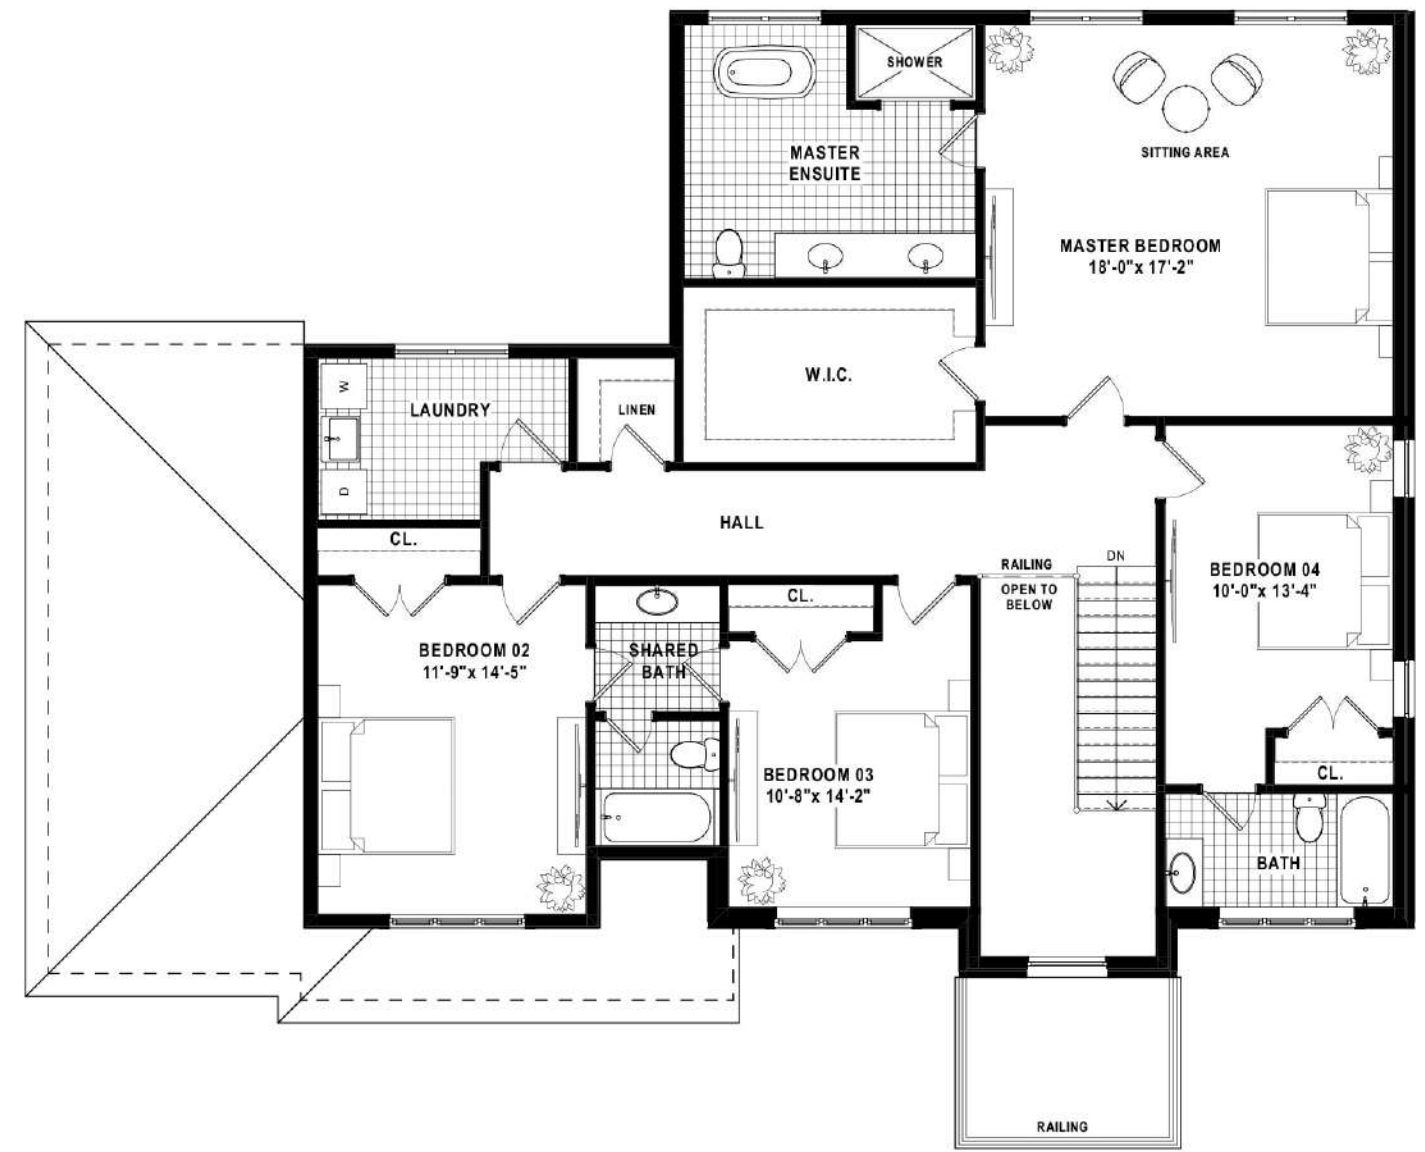 SHOWER
MASTER
ENSUITE
SITTING AREA
MASTER BEDROOM
18'-0"x 17'-2"
W.I.C.
W
LAUNDRY
LINEN
D
CL.
HALL
DN
RAILING
OPEN TO
BELOW
BEDROOM 04
10'-0"x 13'-4"
CL.
BEDROOM 02
11'-9"x 14'-5"
SHARED
BATH
BEDROOM 03
10'-8"x 14'-2"
CL.
BATH
RAILING